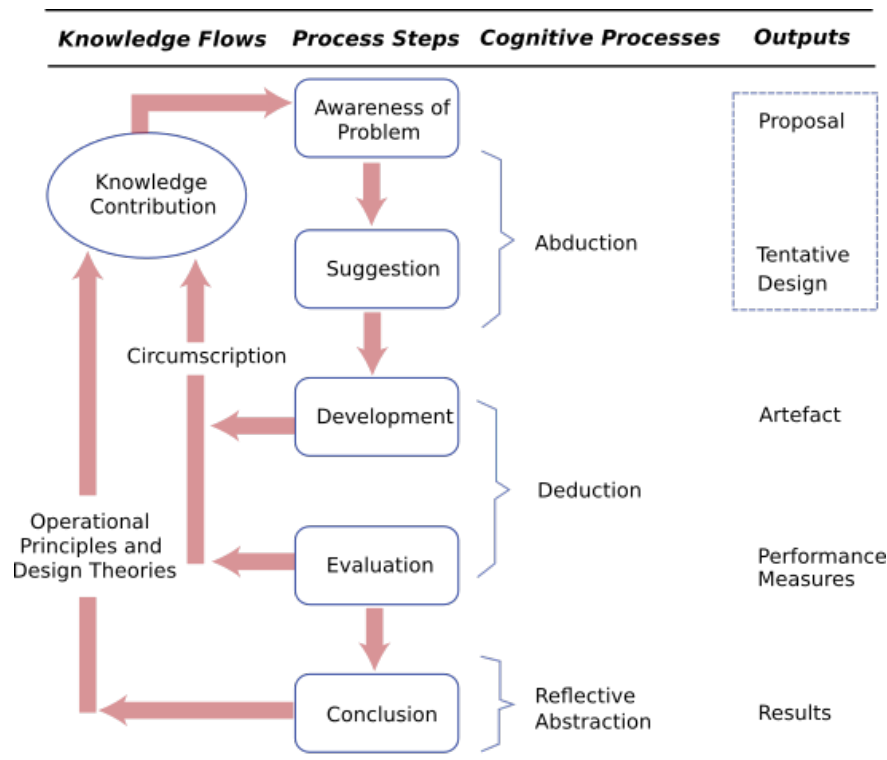 Knowledge Flows
Process Steps
Cognitive Processes
Outputs
Awareness of
Problem
Proposal
Knowledge
Contribution
Abduction
Suggestion
Tentative
Design
Circumscription
Development
Artefact
Deduction
Operational
Principles and
Design Theories
Evaluation
Performance
Measures
Reflective
Abstraction
Conclusion
Results